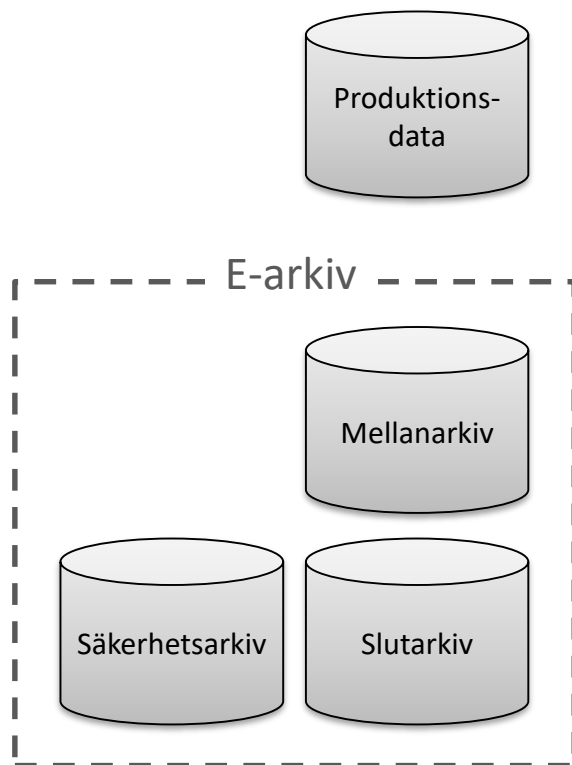 Produktions-
data
E-arkiv
Mellanarkiv
Säkerhetsarkiv
Slutarkiv